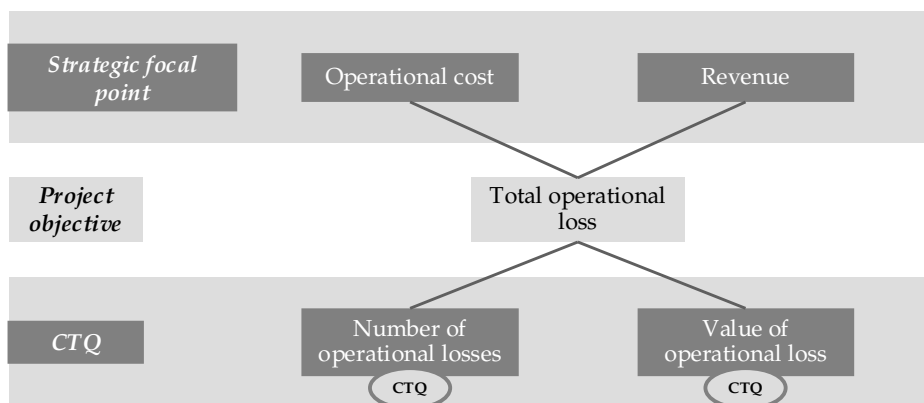 Strategic focal
point
Operational cost
Revenue
Project
objective
Total operational
loss
CTQ
Number of
operational losses
Value of
operational loss
CTQ
CTQ